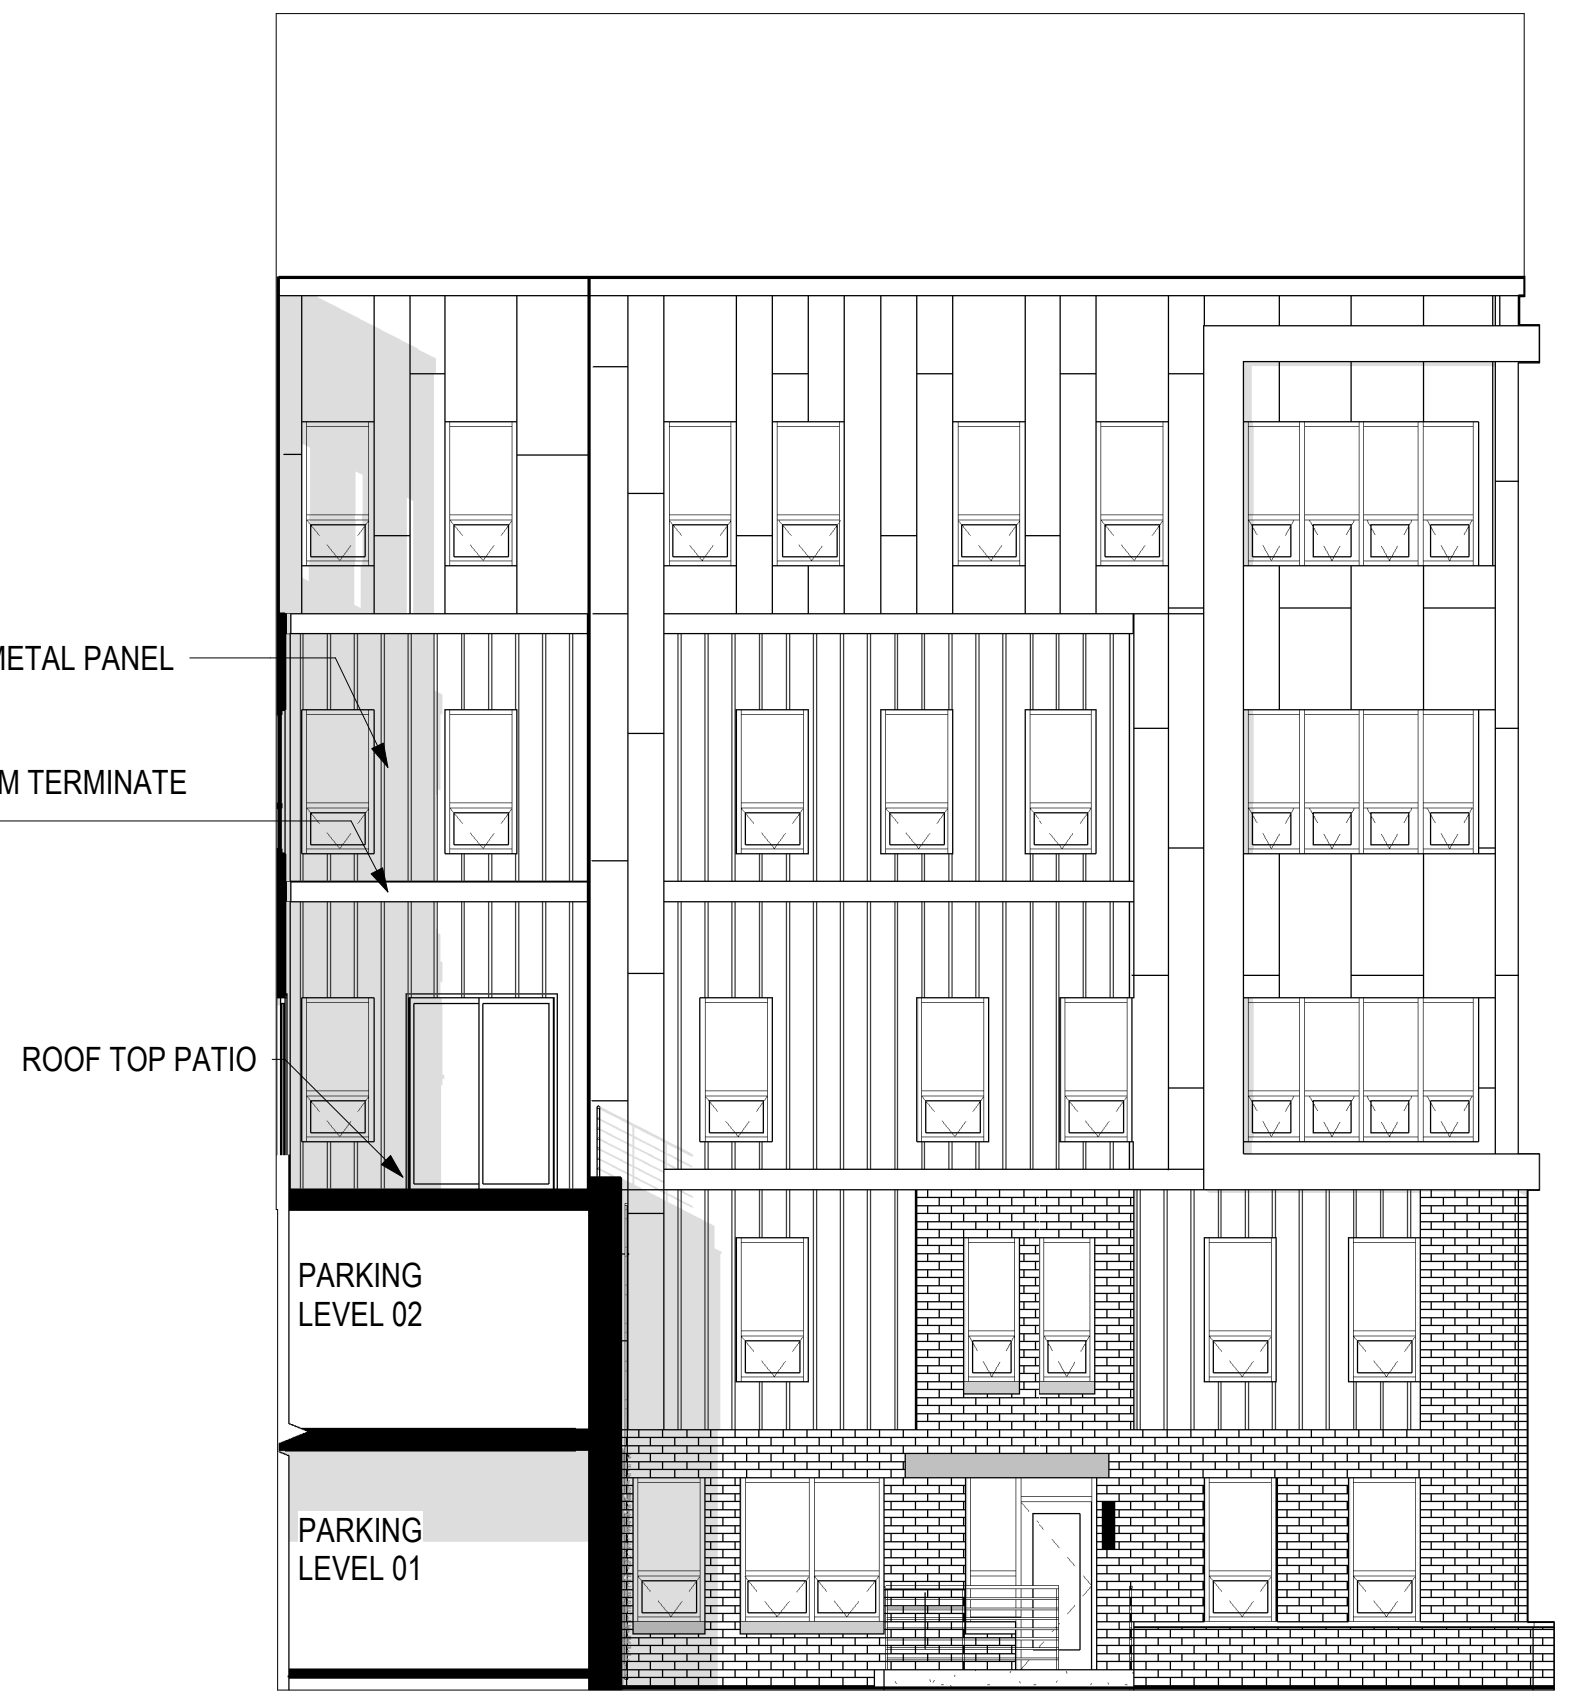 METAL PANEL
M TERMINATE
ROOF TOP PATIO
PARKING
LEVEL 02
PARKING
LEVEL 01